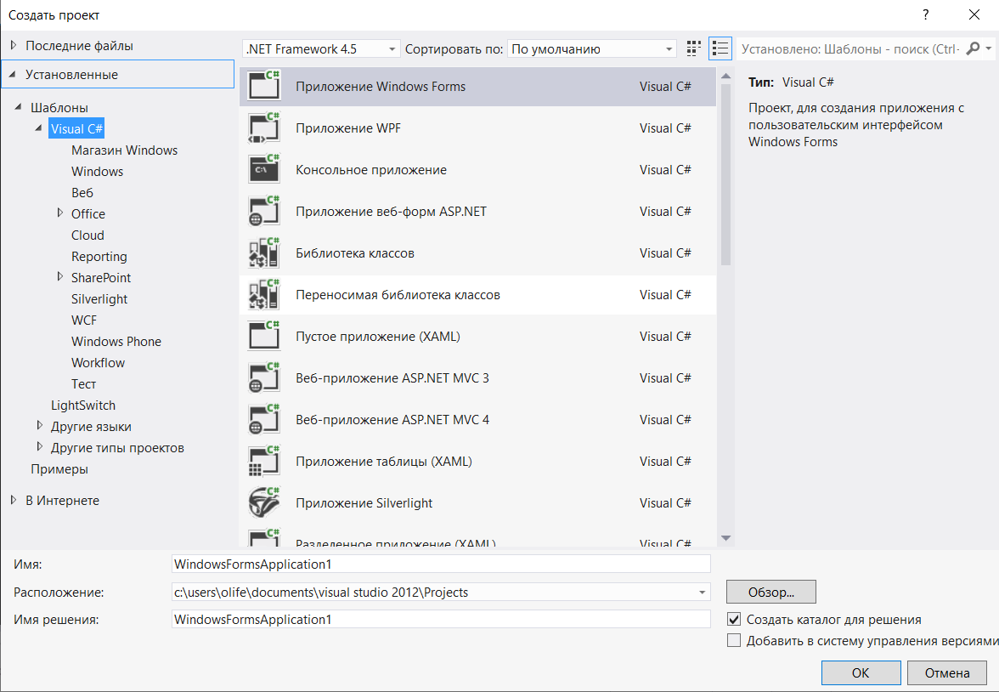 Создать проект
?
Последние файлы
Установленные
Шаблоны
Visual C#
Магазин Windows
Windows
Веб
Office
Cloud
Reporting
SharePoint
Silverlight
WCF
Windows Phone
Workflow
Тест
LightSwitch
Другие языки
Другие типы проектов
Примеры
В Интернете
.NET Framework 4.5 Сортировать по: По умолчанию
Установлено: Шаблоны - поиск (Ctrl-
Приложение Windows Forms Visual C#
Приложение WPF Visual C#
Консольное приложение Visual C#
Приложение веб-форм ASP.NET Visual C#
Библиотека классов Visual C#
Переносимая библиотека классов Visual C#
Пустое приложение (XAML) Visual C#
Веб-приложение ASP.NET MVC 3 Visual C#
Веб-приложение ASP.NET MVC 4 Visual C#
Приложение таблицы (XAML) Visual C#
Приложение Silverlight Visual C#
Разделенное приложение (XAML) Visual C#
Тип: Visual C#
Проект, для создания приложения с
пользовательским интерфейсом
Windows Forms
Имя: WindowsFormsApplication1
Расположение: c:\users\olife\documents\visual studio 2012\Projects
Обзор...
Имя решения: WindowsFormsApplication1
Создать каталог для решения
Добавить в систему управления версиями
OK
Отмена